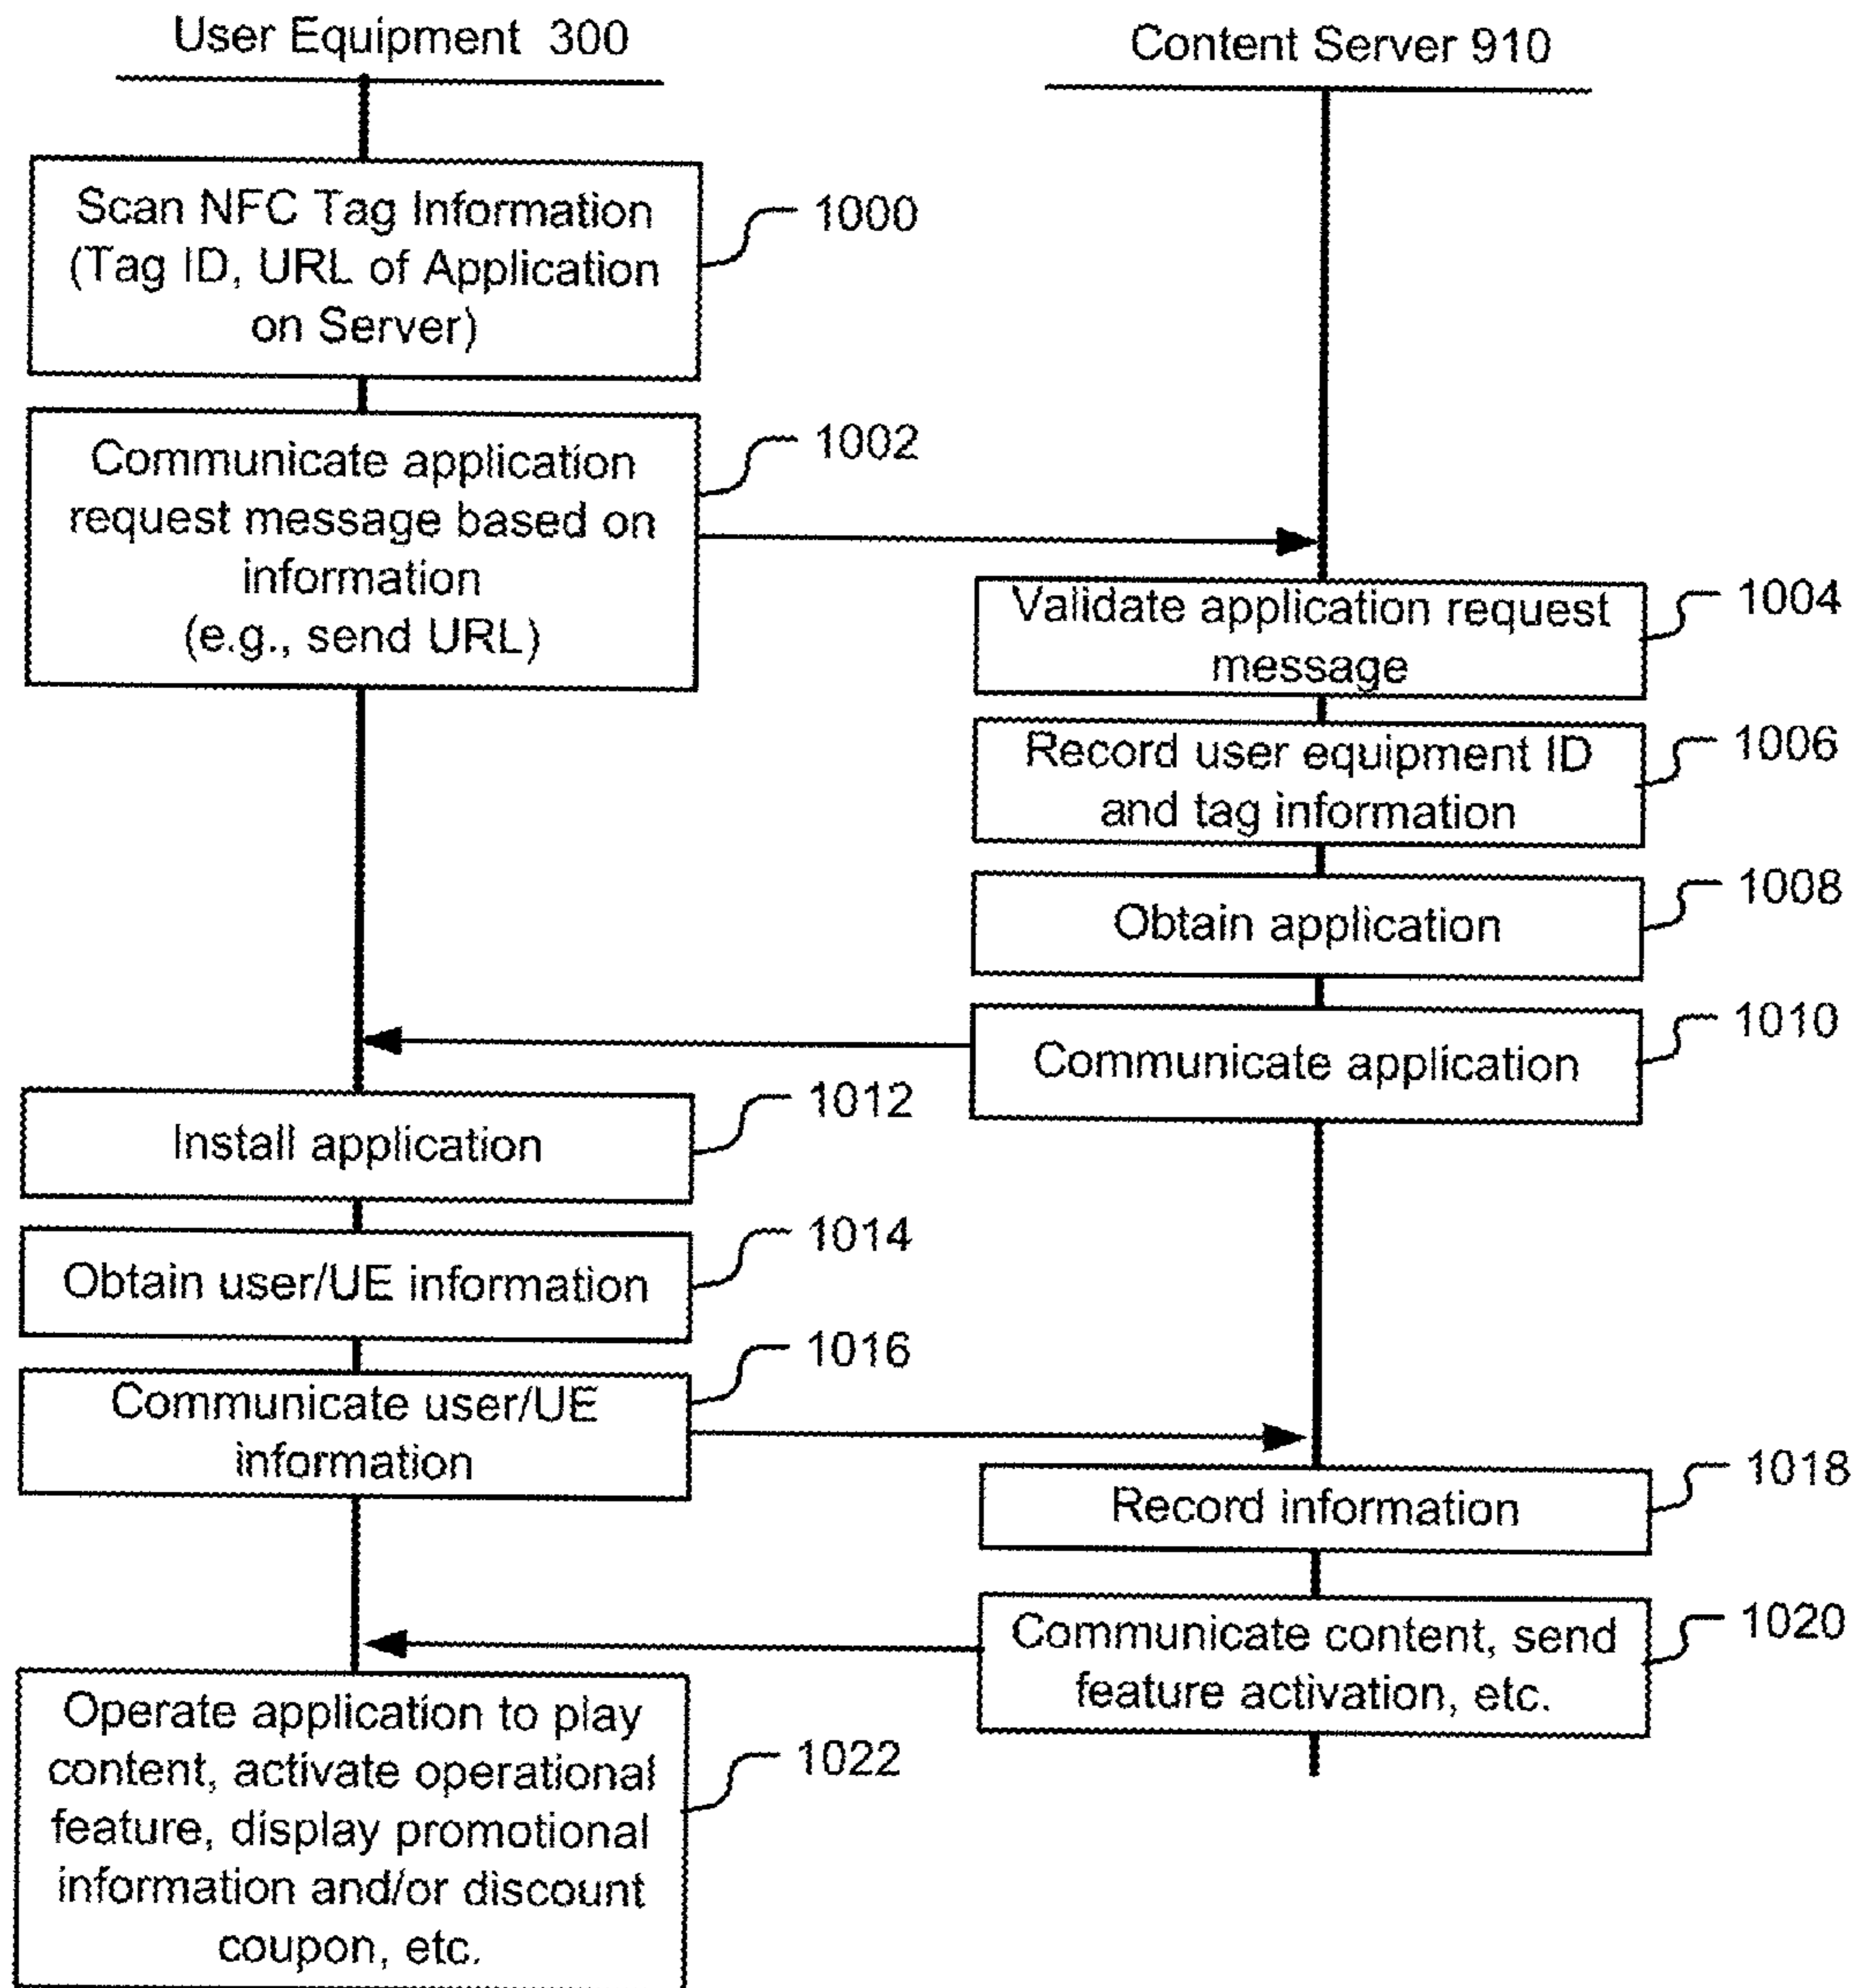 User Equipment 300
Content Server 910
Scan NFC Tag Information
(Tag ID, URL of Application
on Server)
1000
Communicate application
request message based on
information
(e.g., send URL)
1002
Validate application request
message
1004
Record user equipment ID
and tag information
1006
Obtain application
1008
Communicate application
1010
Install application
1012
Obtain user/UE information
1014
Communicate user/UE
information
1016
Record information
1018
Communicate content, send
feature activation, etc.
1020
Operate application to play
content, activate operational
feature, display promotional
information and/or discount
coupon, etc.
1022